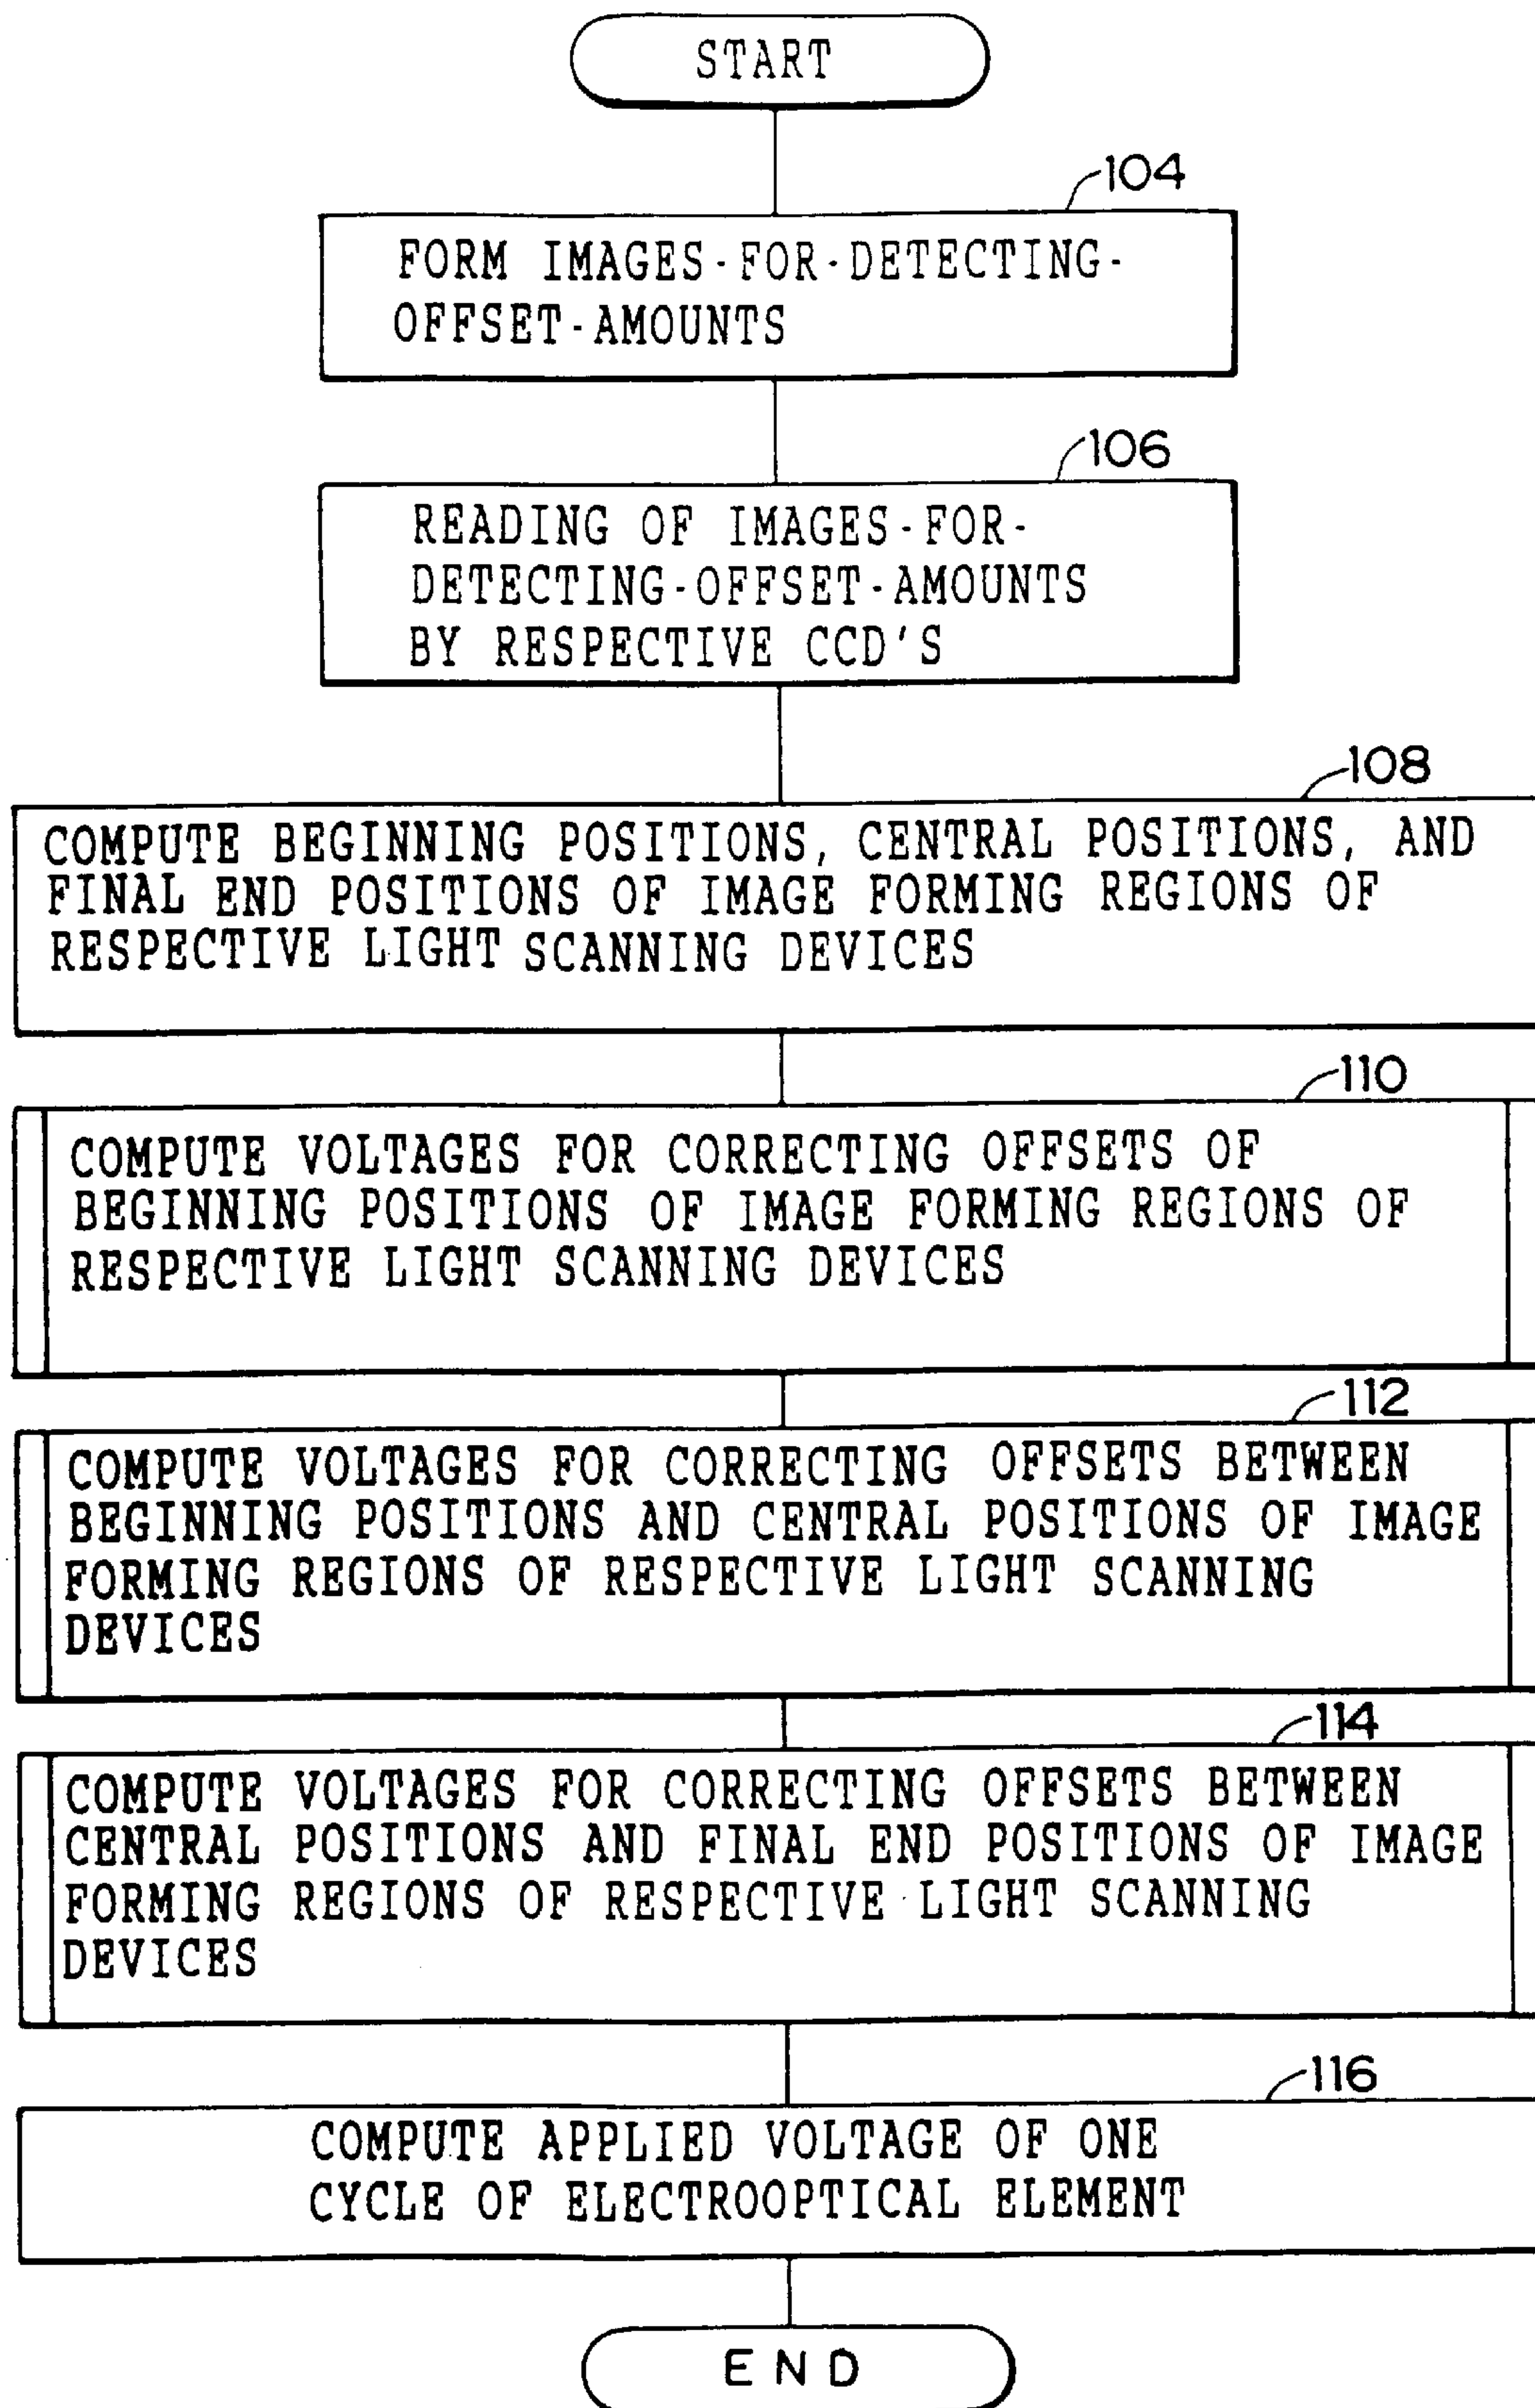 START
104
FORM IMAGES-FOR-DETECTING-
OFFSET-AMOUNTS
106
READING OF IMAGES-FOR-
DETECTING-OFFSET-AMOUNTS
BY RESPECTIVE CCD'S
108
COMPUTE BEGINNING POSITIONS, CENTRAL POSITIONS, AND
FINAL END POSITIONS OF IMAGE FORMING REGIONS OF
RESPECTIVE LIGHT SCANNING DEVICES
110
COMPUTE VOLTAGES FOR CORRECTING OFFSETS OF
BEGINNING POSITIONS OF IMAGE FORMING REGIONS OF
RESPECTIVE LIGHT SCANNING DEVICES
112
COMPUTE VOLTAGES FOR CORRECTING OFFSETS BETWEEN
BEGINNING POSITIONS AND CENTRAL POSITIONS OF IMAGE
FORMING REGIONS OF RESPECTIVE LIGHT SCANNING
DEVICES
114
COMPUTE VOLTAGES FOR CORRECTING OFFSETS BETWEEN
CENTRAL POSITIONS AND FINAL END POSITIONS OF IMAGE
FORMING REGIONS OF RESPECTIVE LIGHT SCANNING
DEVICES
116
COMPUTE APPLIED VOLTAGE OF ONE
CYCLE OF ELECTROOPTICAL ELEMENT
END